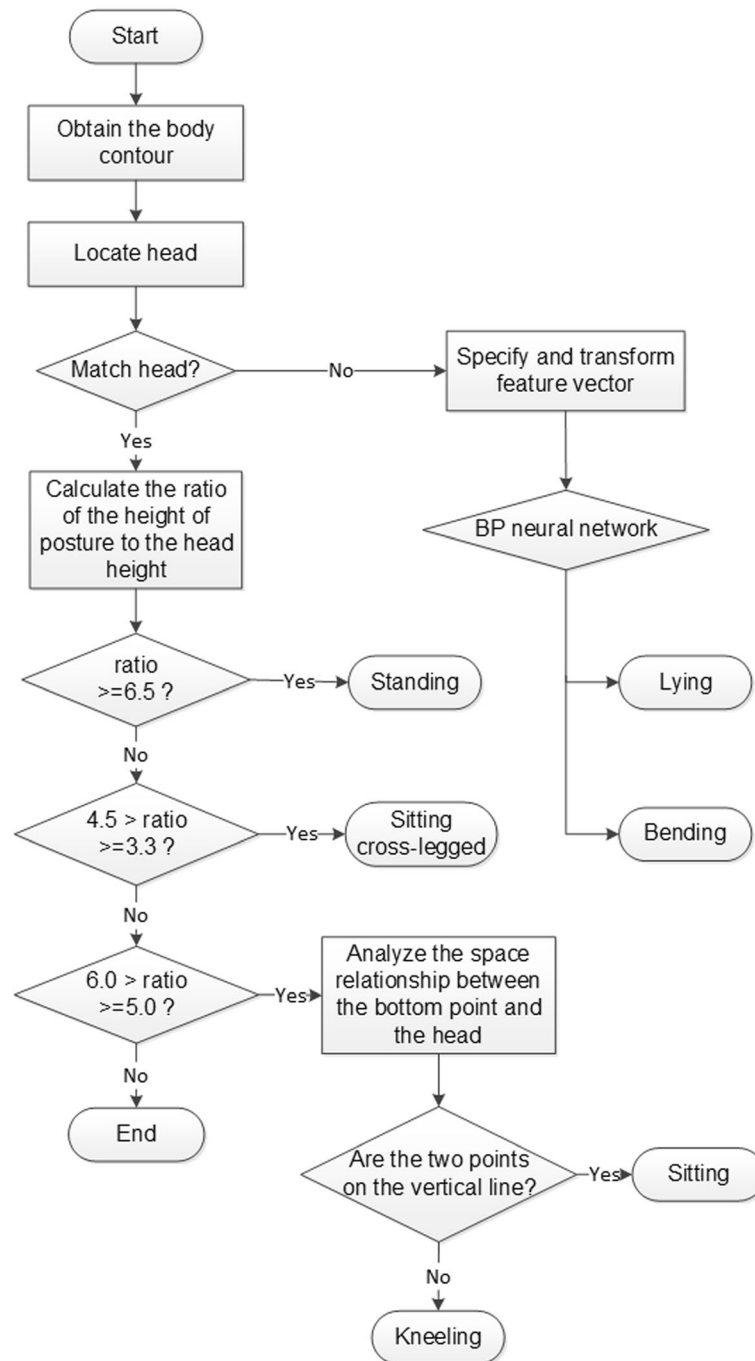 Start
Obtain the body
contour
Locate head
Match head?
No
Specify and transform
feature vector
Yes
Calculate the ratio
of the height of
posture to the head
height
BP neural network
ratio
>=6.5 ?
Yes
Standing
Lying
No
4.5 > ratio
>=3.3 ?
Yes
Sitting
cross-legged
Bending
No
6.0 > ratio
>=5.0 ?
Yes
Analyze the space
relationship between
the bottom point and
the head
No
End
Are the two points
on the vertical line?
Yes
Sitting
No
Kneeling